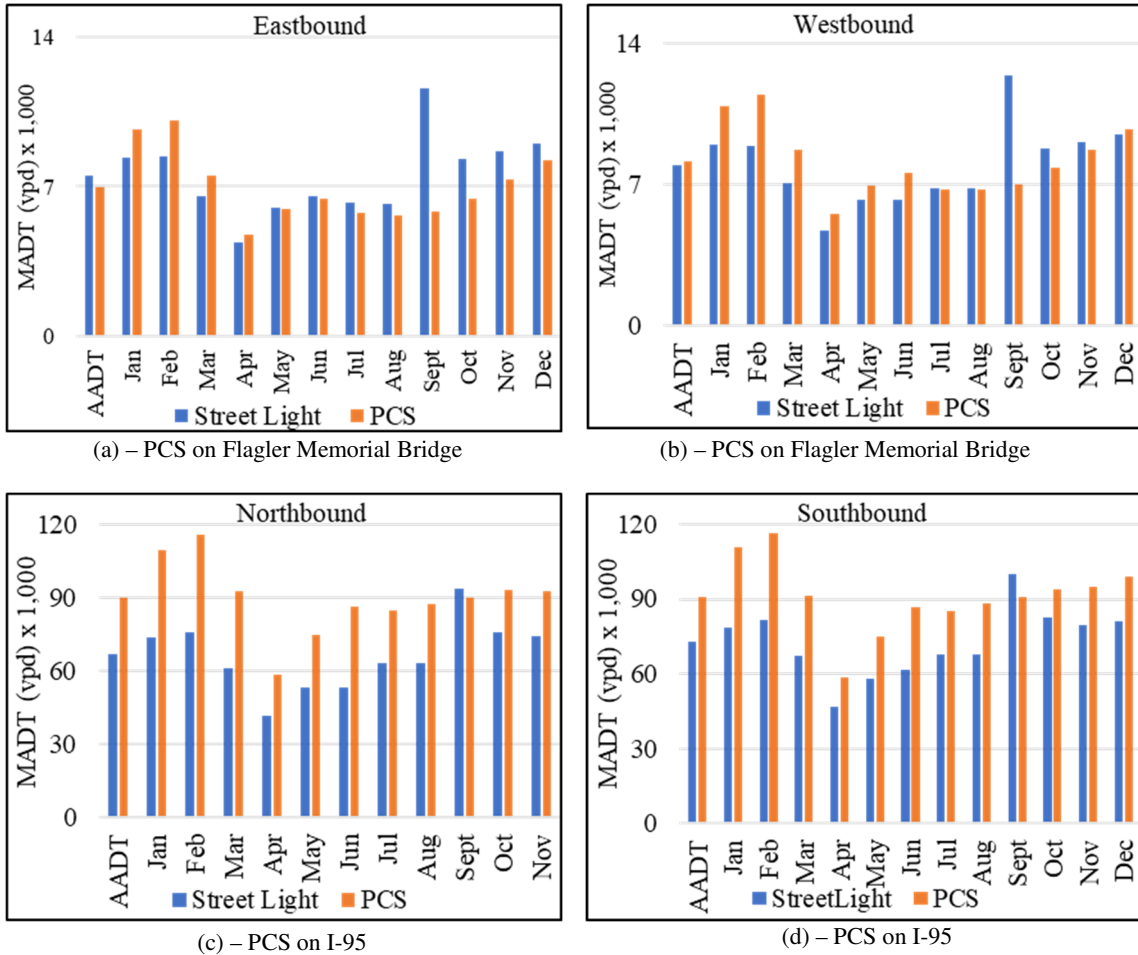 Eastbound
14
7
0
MADT (vpd) x 1,000
AADT Jan Feb Mar Apr May Jun Jul Aug Sept Oct Nov Dec
Street Light PCS
(a) – PCS on Flagler Memorial Bridge
Westbound
14
7
0
MADT (vpd) x 1,000
AADT Jan Feb Mar Apr May Jun Jul Aug Sept Oct Nov Dec
Street Light PCS
(b) – PCS on Flagler Memorial Bridge
Northbound
120
90
60
30
0
MADT (vpd) x 1,000
AADT Jan Feb Mar Apr May Jun Jul Aug Sept Oct Nov
Street Light PCS
(c) – PCS on I-95
Southbound
120
90
60
30
0
MADT (vpd) x 1,000
AADT Jan Feb Mar Apr May Jun Jul Aug Sept Oct Nov Dec
StreetLight PCS
(d) – PCS on I-95